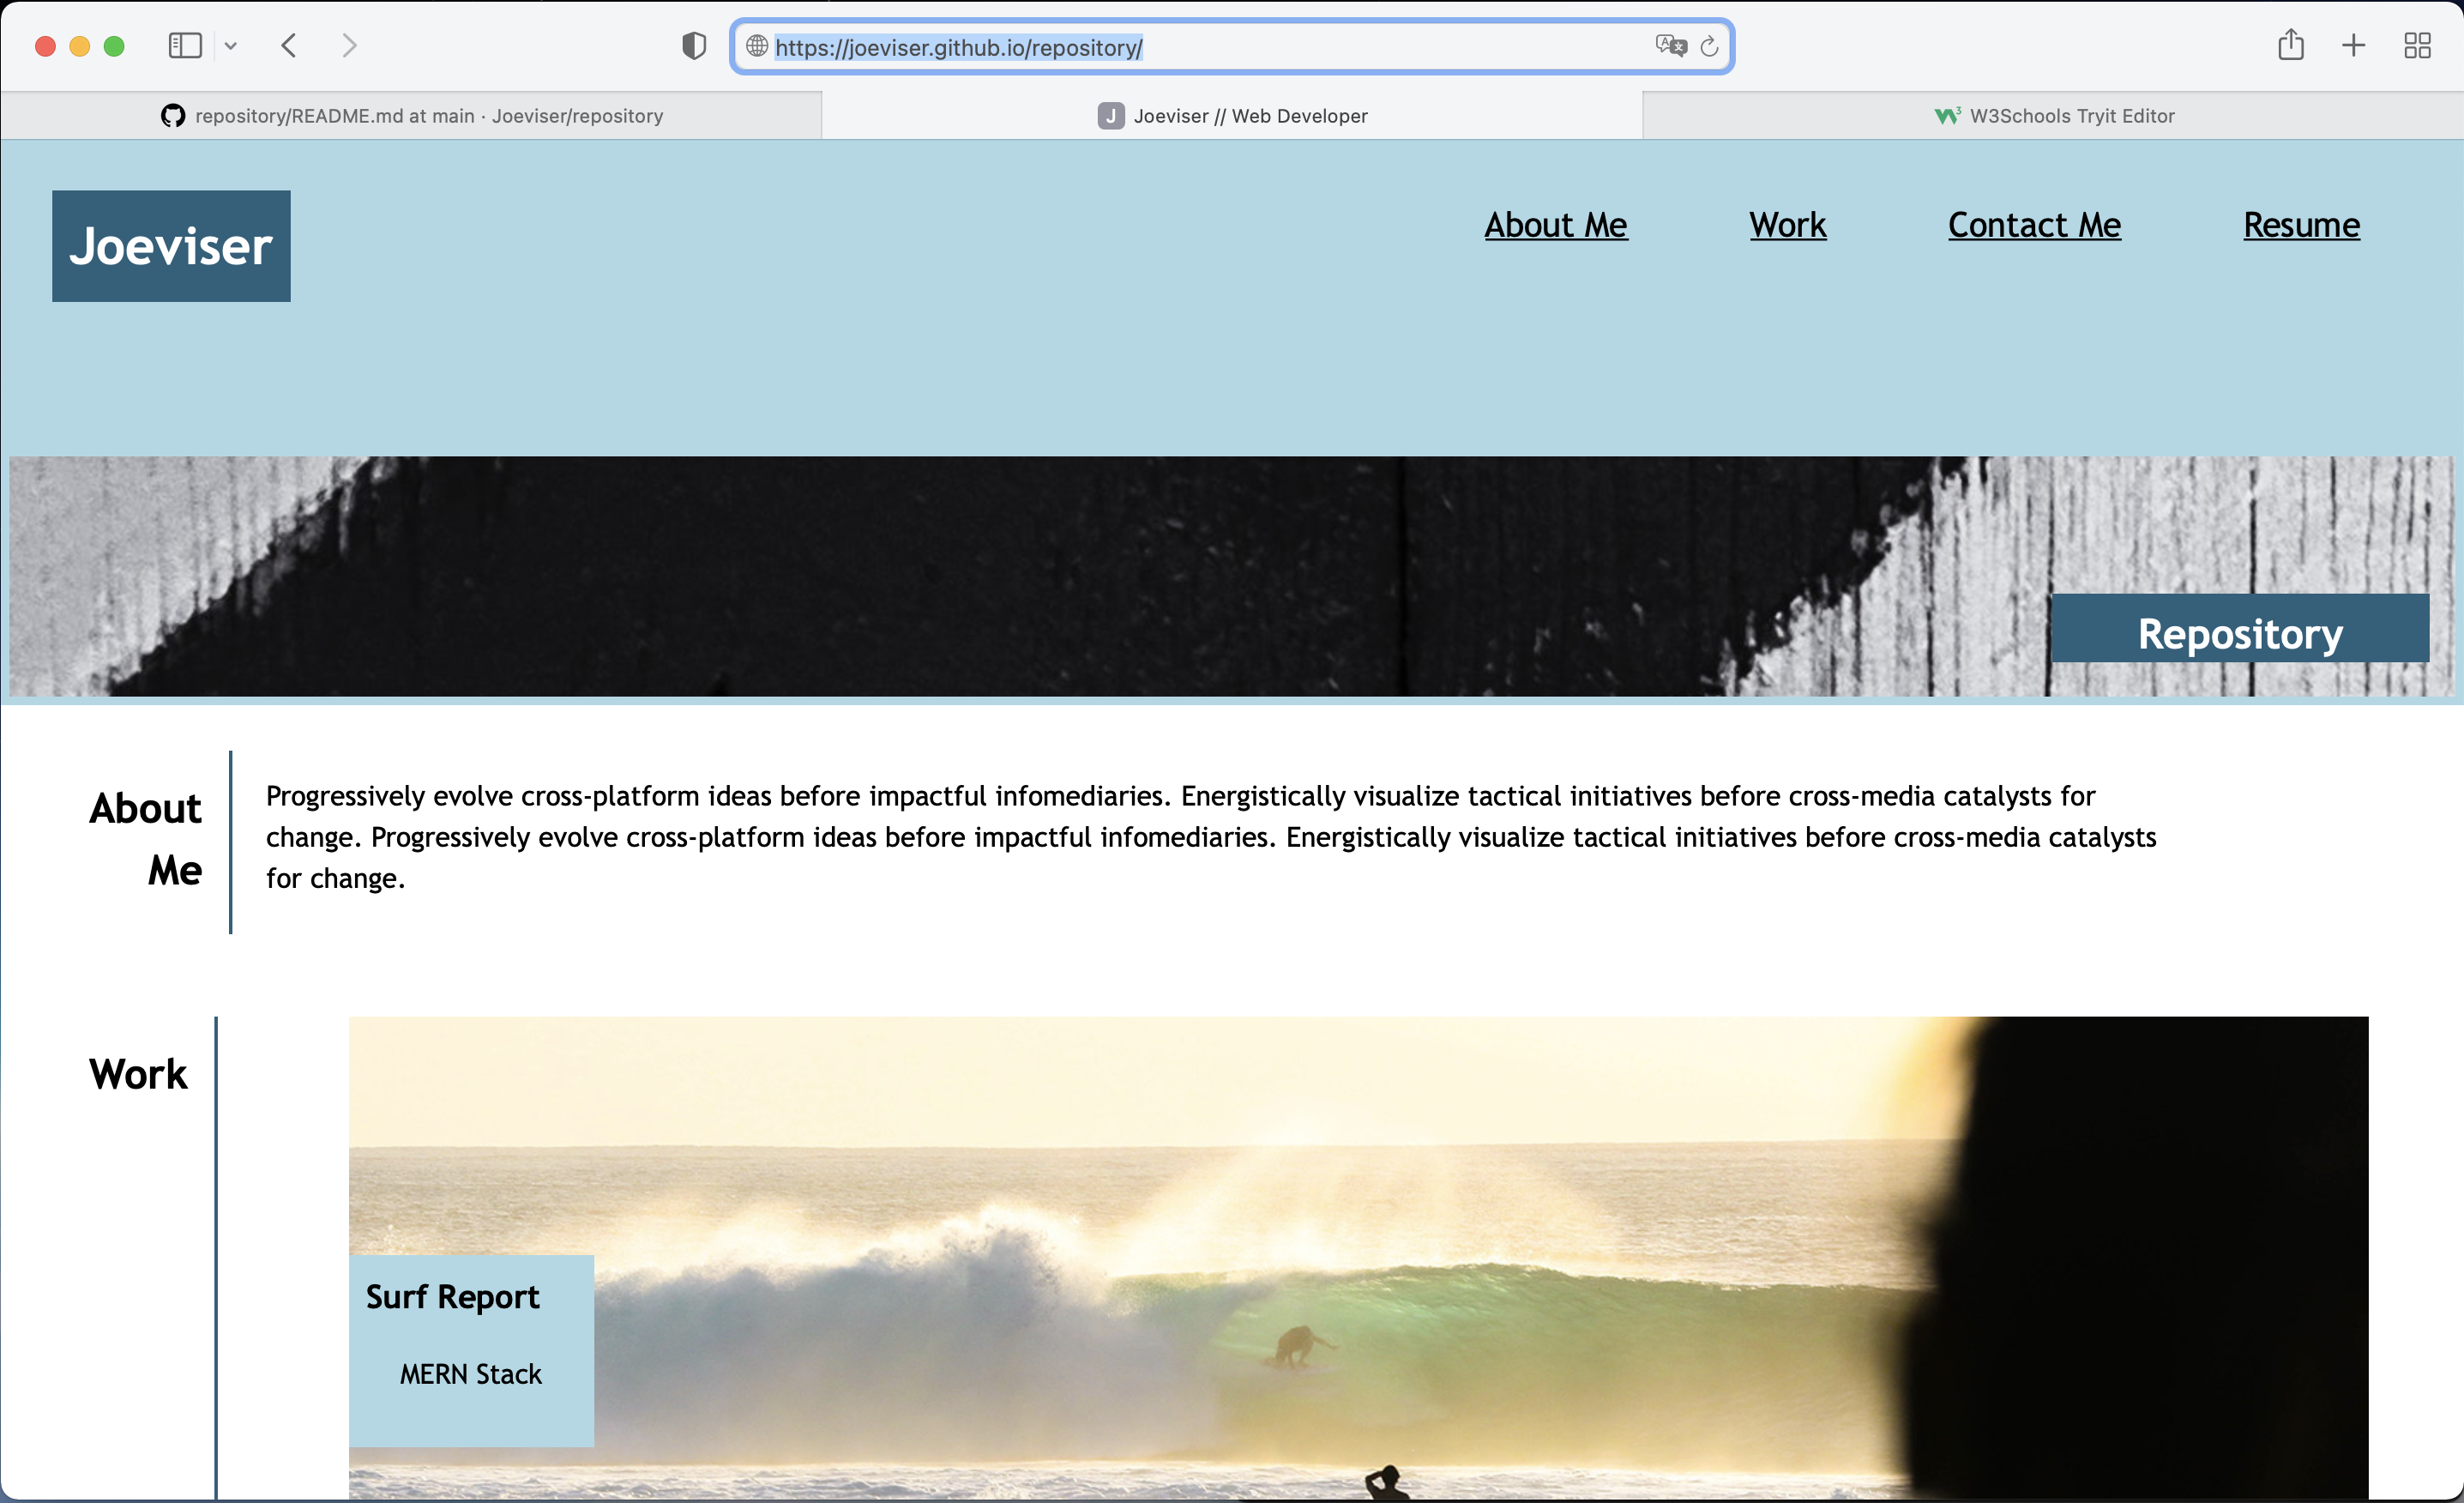 https://joeviser.github.io/repository/
repository/README.md at main · Joeviser/repository
J Joeviser // Web Developer
W3Schools Tryit Editor
Joeviser
About Me
Work
Contact Me
Resume
Repository
About
Me
Progressively evolve cross-platform ideas before impactful infomediaries. Energistically visualize tactical initiatives before cross-media catalysts for
change. Progressively evolve cross-platform ideas before impactful infomediaries. Energistically visualize tactical initiatives before cross-media catalysts
for change.
Work
Surf Report
MERN Stack